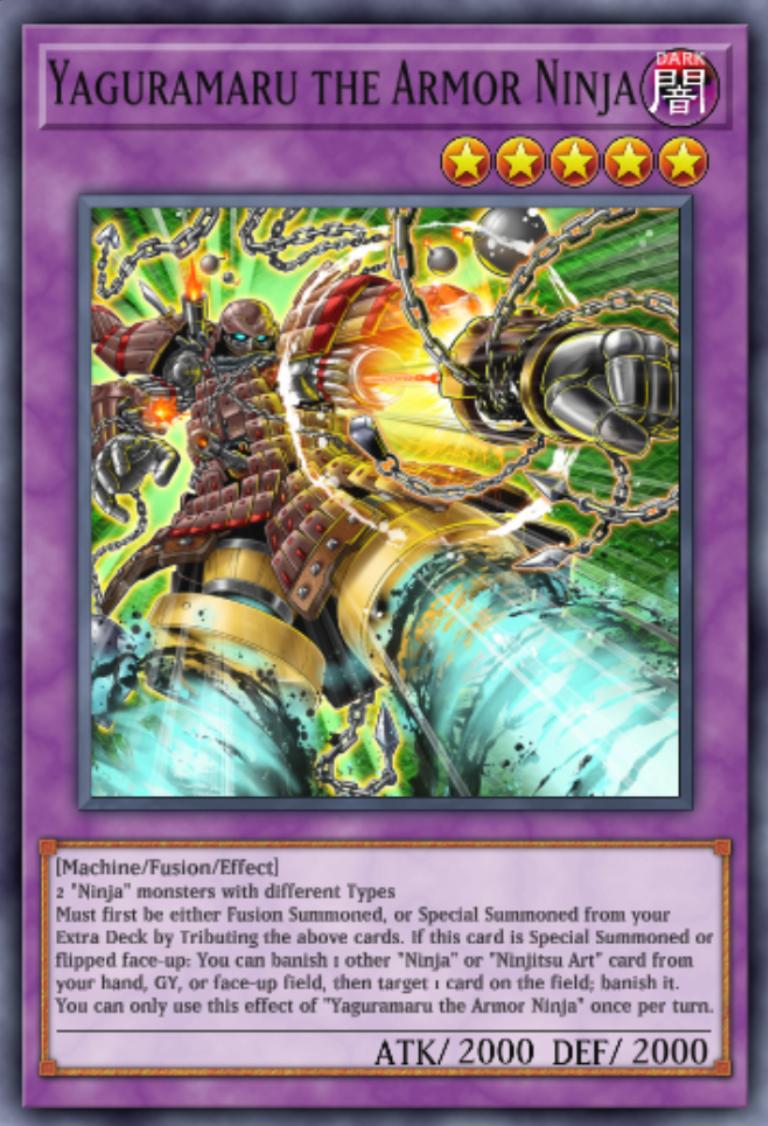 YAGURAMARU THE ARMOR NINJA
DARK
闇
[Machine/Fusion/Effect]
2 "Ninja" monsters with different Types
Must first be either Fusion Summoned, or Special Summoned from your
Extra Deck by Tributing the above cards. If this card is Special Summoned or
flipped face-up: You can banish 1 other "Ninja" or "Ninjitsu Art" card from
your hand, GY, or face-up field, then target 1 card on the field; banish it.
You can only use this effect of "Yaguramaru the Armor Ninja" once per turn.
ATK/ 2000 DEF/ 2000